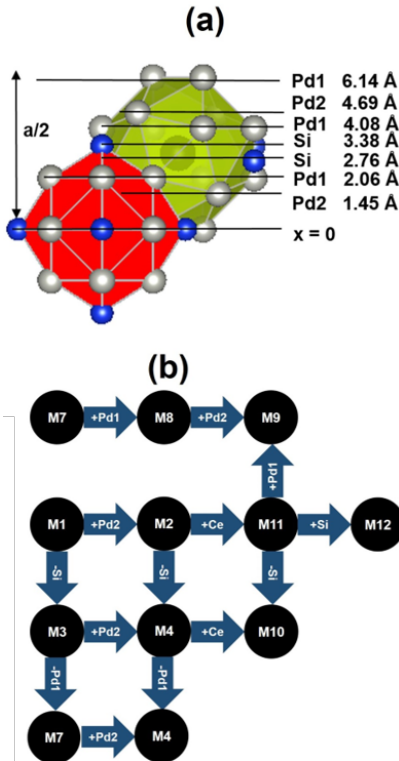 (a)
a/2
Pd1 6.14 Å
Pd2 4.69 Å
Pd1 4.08 Å
Si 3.38 Å
Si 2.76 Å
Pd1 2.06 Å
Pd2 1.45 Å
x = 0
(b)
M7 +Pd1 M8 +Pd2 M9
+Pd1
M1 +Pd2 M2 +Ce M11 +Si M12
-Si -Si -Si
M3 +Pd2 M4 +Ce M10
-Pd1 -Pd1
M7 +Pd2 M4